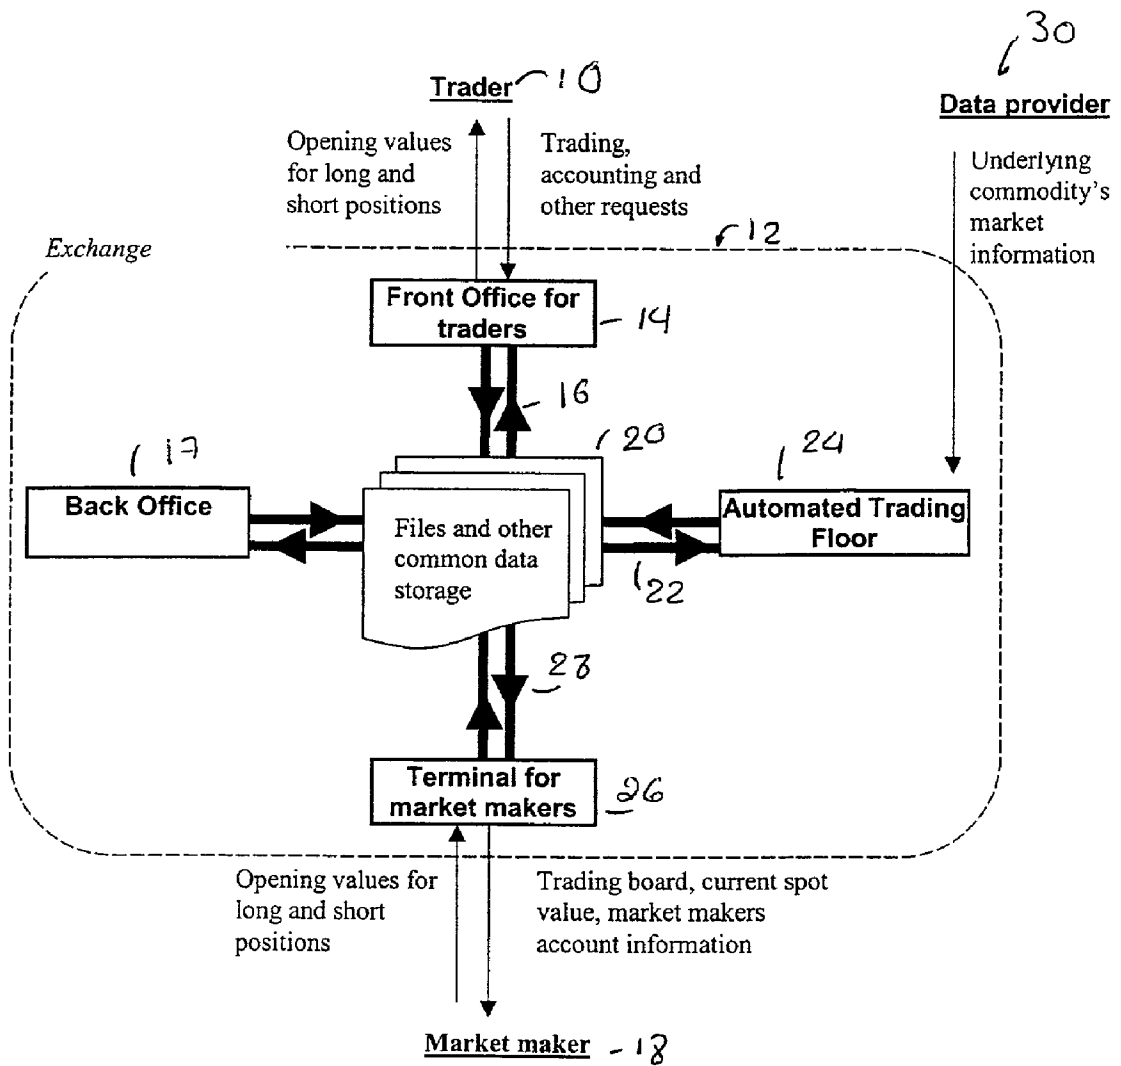 30
Trader 10
Data provider
Opening values
for long and
short positions
Trading,
accounting and
other requests
Underlying
commodity's
market
information
Exchange
12
Front Office for
traders
14
16
20
17
24
Back Office
Files and other
common data
storage
Automated Trading
Floor
22
28
Terminal for
market makers
26
Opening values for
long and short
positions
Trading board, current spot
value, market makers
account information
Market maker 18